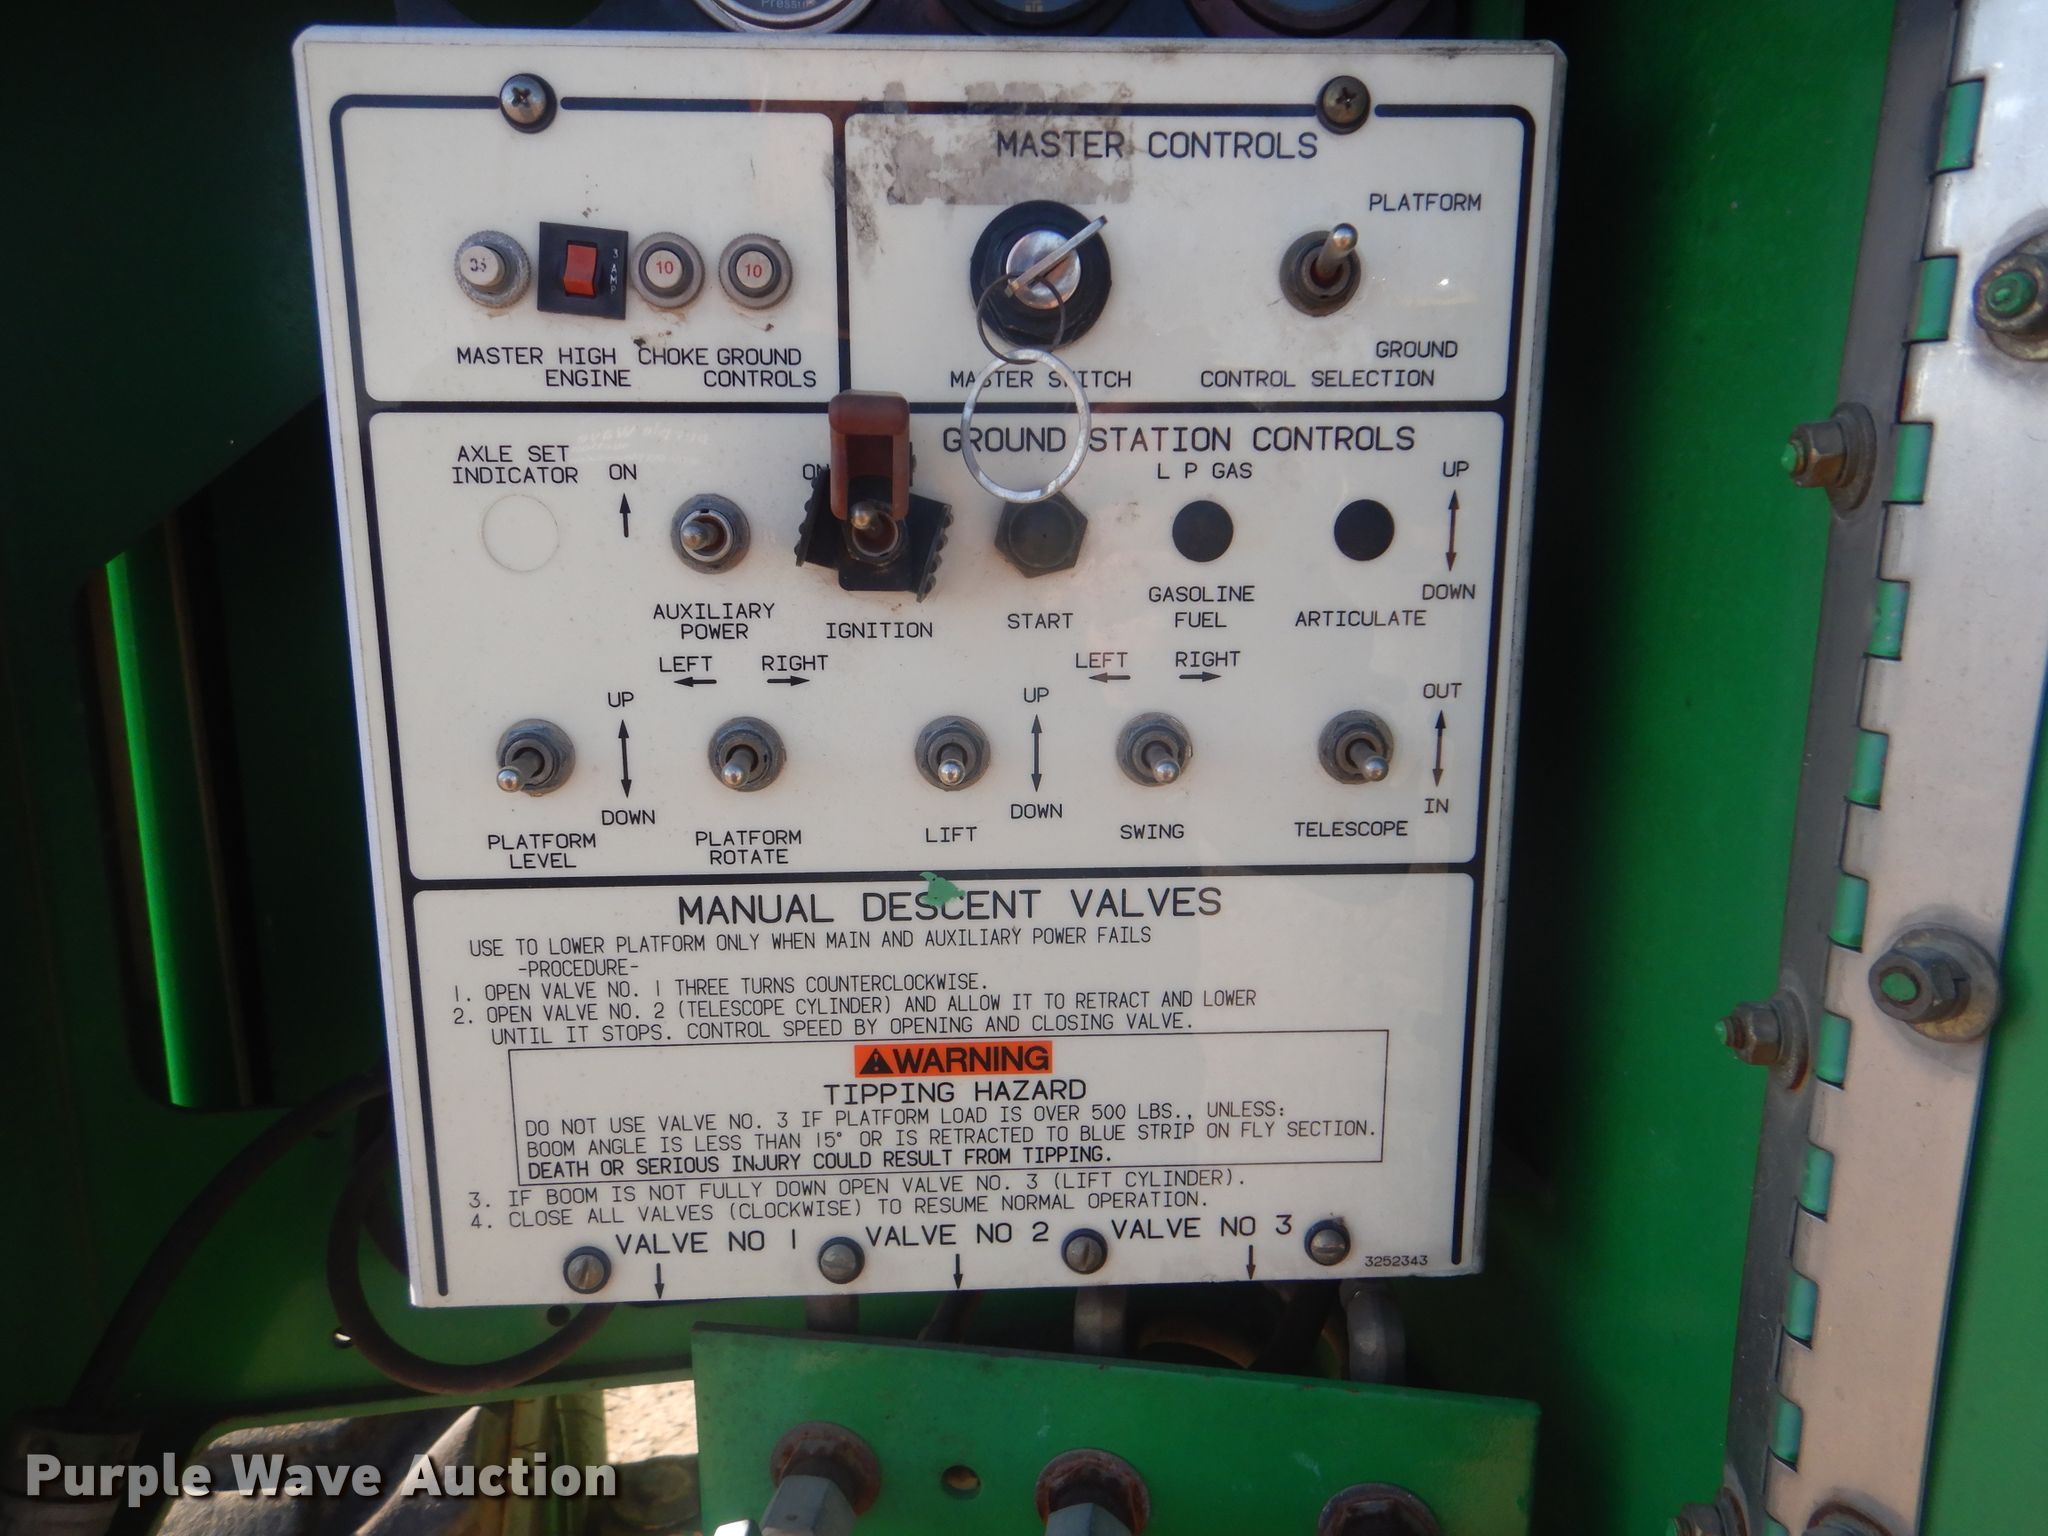 Pressure
MASTER CONTROLS
PLATFORM
3 AMP
10
10
MASTER HIGH ENGINE
CHOKE
GROUND CONTROLS
MASTER SWITCH
GROUND
CONTROL SELECTION
GROUND STATION CONTROLS
AXLE SET
INDICATOR
ON
ON
L P GAS
UP
AUXILIARY
POWER
IGNITION
START
GASOLINE
FUEL
ARTICULATE
DOWN
LEFT
RIGHT
LEFT
RIGHT
UP
UP
OUT
DOWN
DOWN
IN
PLATFORM
LEVEL
PLATFORM
ROTATE
LIFT
SWING
TELESCOPE
MANUAL DESCENT VALVES
USE TO LOWER PLATFORM ONLY WHEN MAIN AND AUXILIARY POWER FAILS
-PROCEDURE-
1. OPEN VALVE NO. 1 THREE TURNS COUNTERCLOCKWISE.
2. OPEN VALVE NO. 2 (TELESCOPE CYLINDER) AND ALLOW IT TO RETRACT AND LOWER
UNTIL IT STOPS. CONTROL SPEED BY OPENING AND CLOSING VALVE.
WARNING
TIPPING HAZARD
DO NOT USE VALVE NO. 3 IF PLATFORM LOAD IS OVER 500 LBS., UNLESS:
BOOM ANGLE IS LESS THAN 15° OR IS RETRACTED TO BLUE STRIP ON FLY SECTION.
DEATH OR SERIOUS INJURY COULD RESULT FROM TIPPING.
3. IF BOOM IS NOT FULLY DOWN OPEN VALVE NO. 3 (LIFT CYLINDER).
4. CLOSE ALL VALVES (CLOCKWISE) TO RESUME NORMAL OPERATION.
VALVE NO 1
VALVE NO 2
VALVE NO 3
3252343
Purple Wave Auction